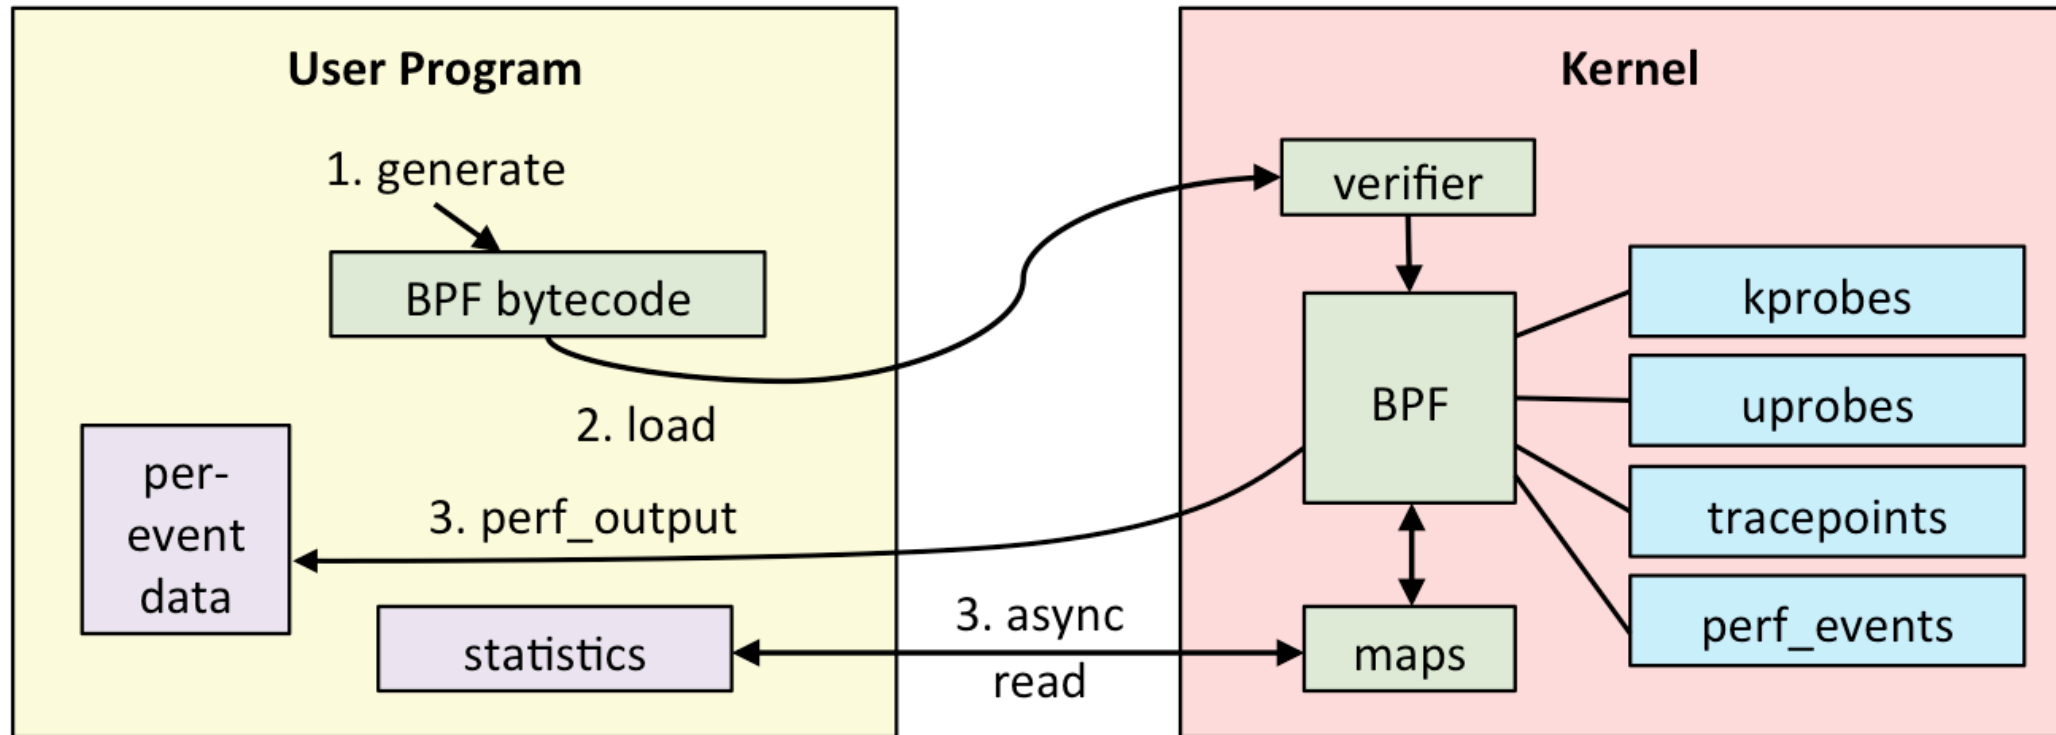 User Program
1. generate
BPF bytecode
2. load
per-
event
data
3. perf_output
statistics
3. async
read
Kernel
verifier
BPF
maps
kprobes
uprobes
tracepoints
perf_events